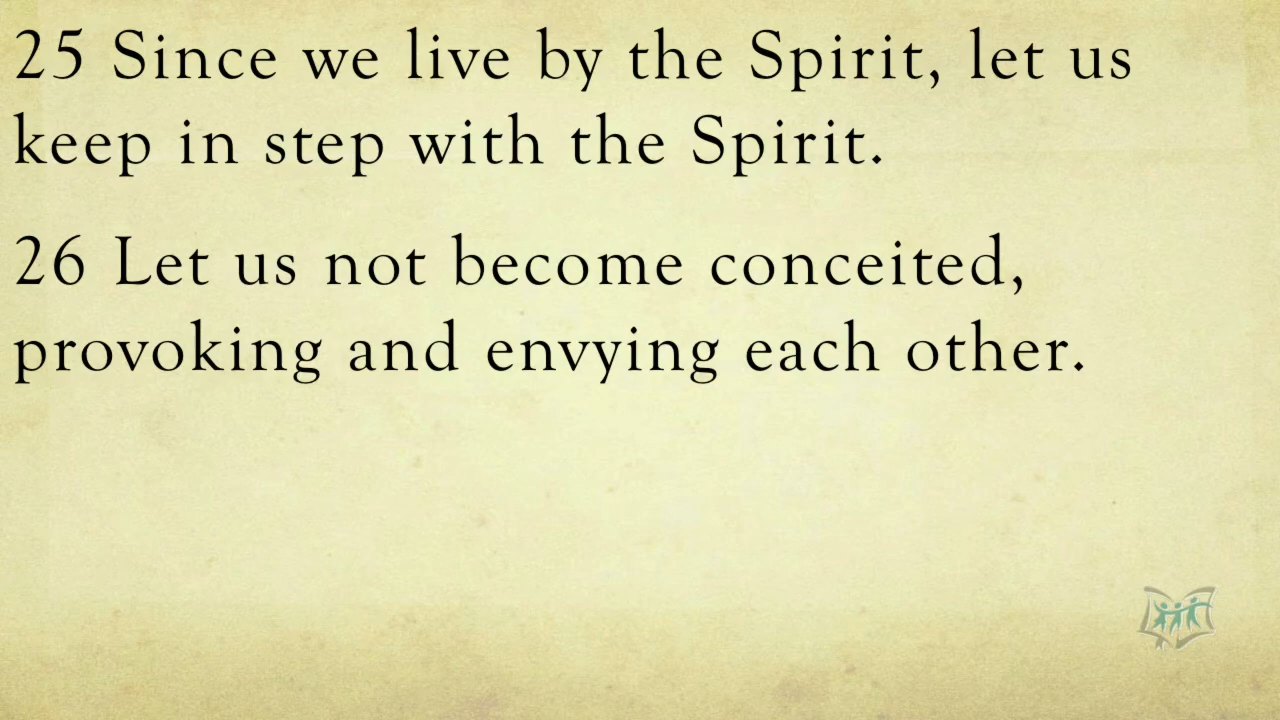 25 Since we live by the Spirit, let us
keep in step with the Spirit.
26 Let us not become conceited,
provoking and envying each other.